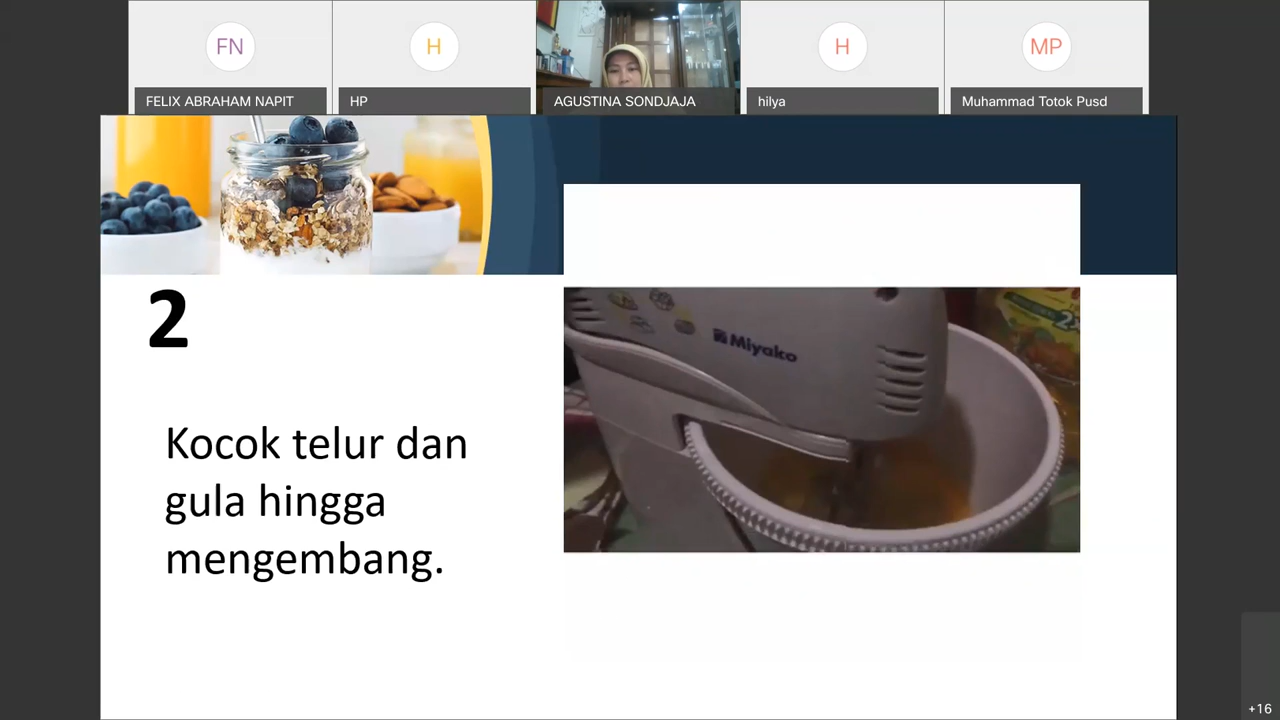 FN
H
H
MP
FELIX ABRAHAM NAPIT
HP
AGUSTINA SONDJAJA
hilya
Muhammad Totok Pusd
2
Kocok telur dan
gula hingga
mengembang.
Miyako
2x
+16